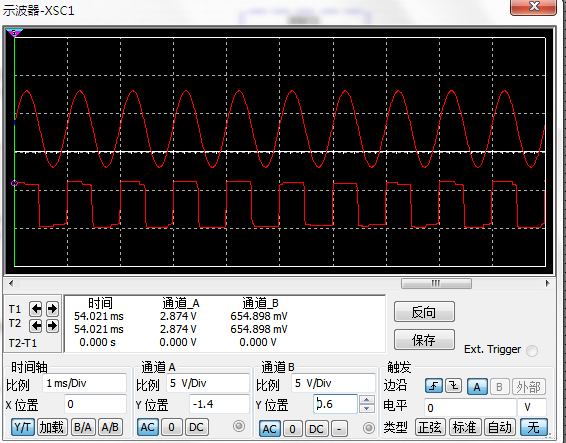 示波器-XSC1
时间 通道_A 通道_B
T1 54.021 ms 2.874 V 654.898 mV
T2 54.021 ms 2.874 V 654.898 mV
T2-T1 0.000 s 0.000 V 0.000 V
反向
保存
Ext. Trigger
时间轴
比例 1 ms/Div
X 位置 0
Y/T 加载 B/A A/B
通道 A
比例 5 V/Div
Y 位置 -1.4
AC 0 DC
通道 B
比例 5 V/Div
Y 位置 0.6
AC 0 DC -
触发
边沿 A B 外部
电平 0 V
类型 正弦 标准 自动 无